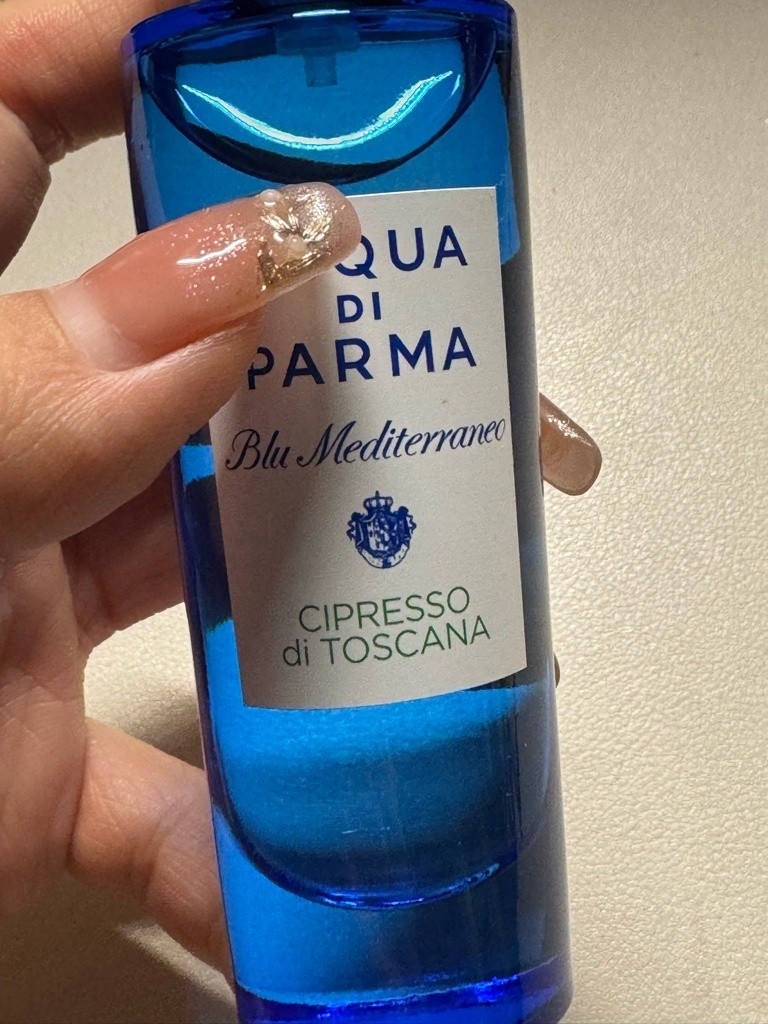 QUA
DI
PARMA
Blu Mediterraneo
CIPRESSO
di TOSCANA